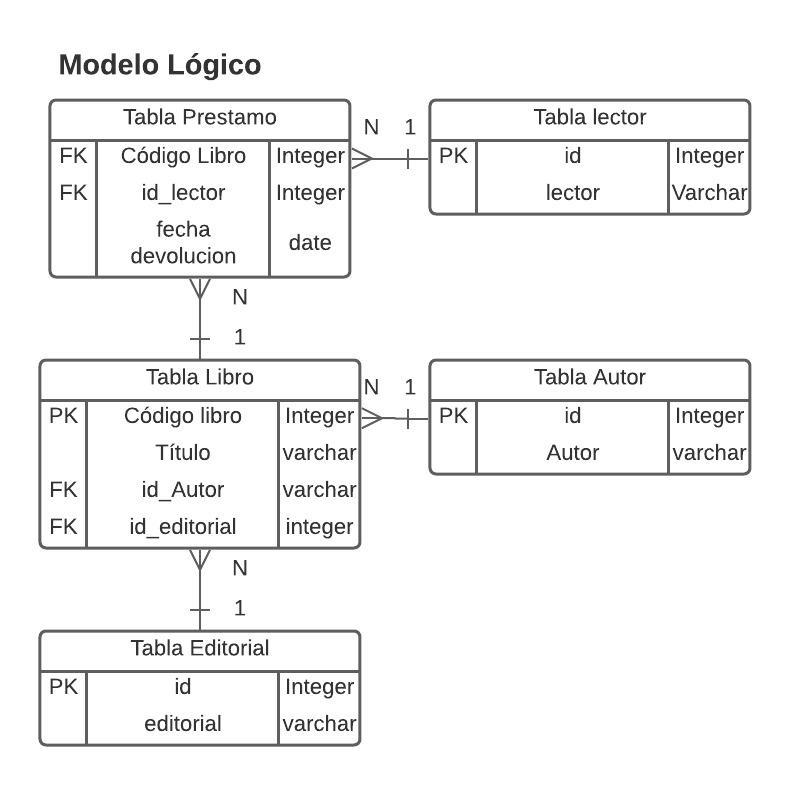 Modelo Lógico
Tabla Prestamo
FK Código Libro Integer
FK id_lector Integer
fecha
devolucion
date
N 1
Tabla lector
PK id Integer
lector Varchar
N
1
Tabla Libro
PK Código libro Integer
Título varchar
FK id_Autor varchar
FK id_editorial integer
N 1
Tabla Autor
PK id Integer
Autor varchar
N
1
Tabla Editorial
PK id Integer
editorial varchar